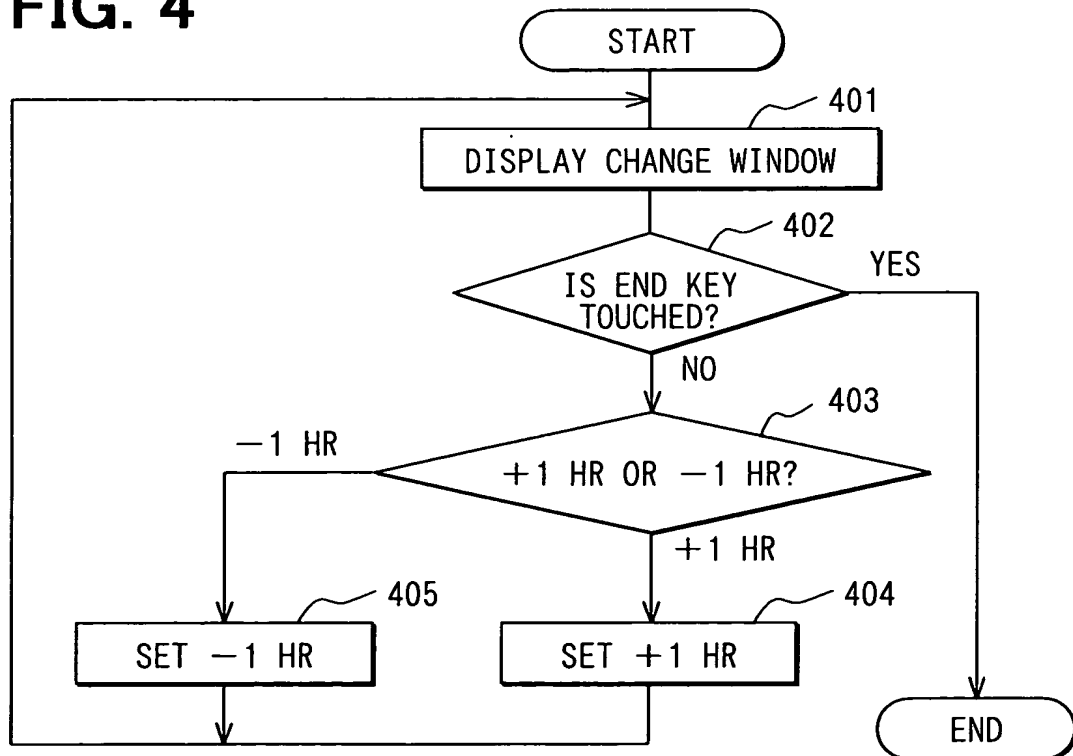 FIG. 4
START
401
DISPLAY CHANGE WINDOW
402
IS END KEY
TOUCHED?
YES
NO
403
−1 HR
+1 HR OR −1 HR?
+1 HR
405
404
SET −1 HR
SET +1 HR
END